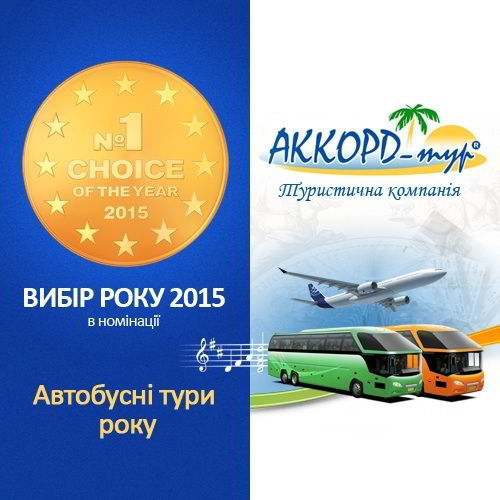 №1
CHOICE
OF THE YEAR
2015
ВИБІР РОКУ 2015
в номінації
Автобусні тури
року
АККОРД-тур®
Туристична компанія